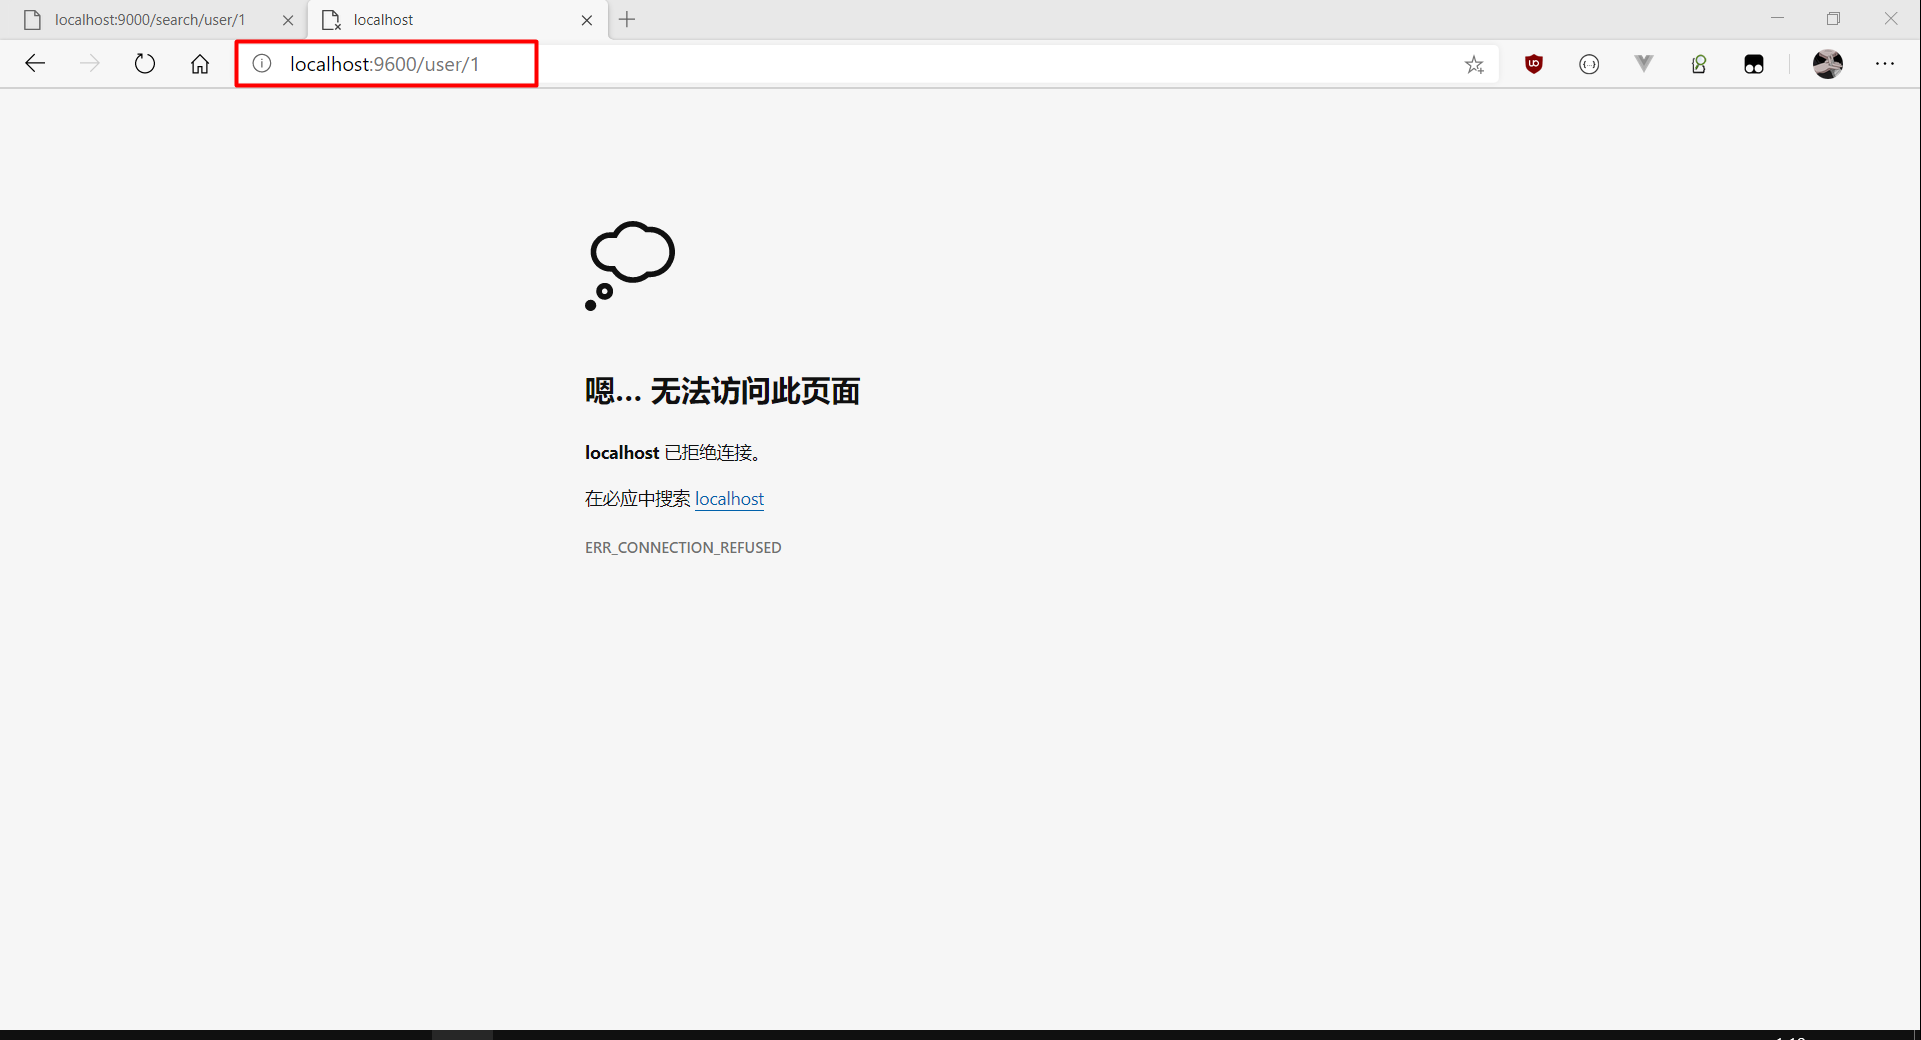 localhost:9000/search/user/1
localhost
localhost:9600/user/1
嗯… 无法访问此页面
localhost 已拒绝连接。
在必应中搜索 localhost
ERR_CONNECTION_REFUSED